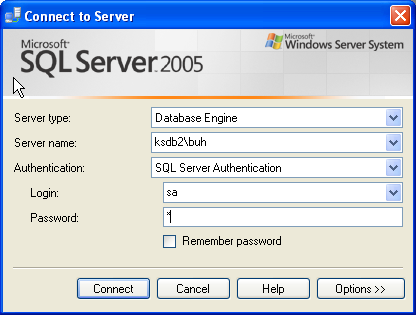 Connect to Server
Microsoft
SQL Server 2005
Microsoft
Windows Server System
Server type: Database Engine
Server name: ksdb2\buh
Authentication: SQL Server Authentication
Login: sa
Password: *
Remember password
Connect Cancel Help Options >>